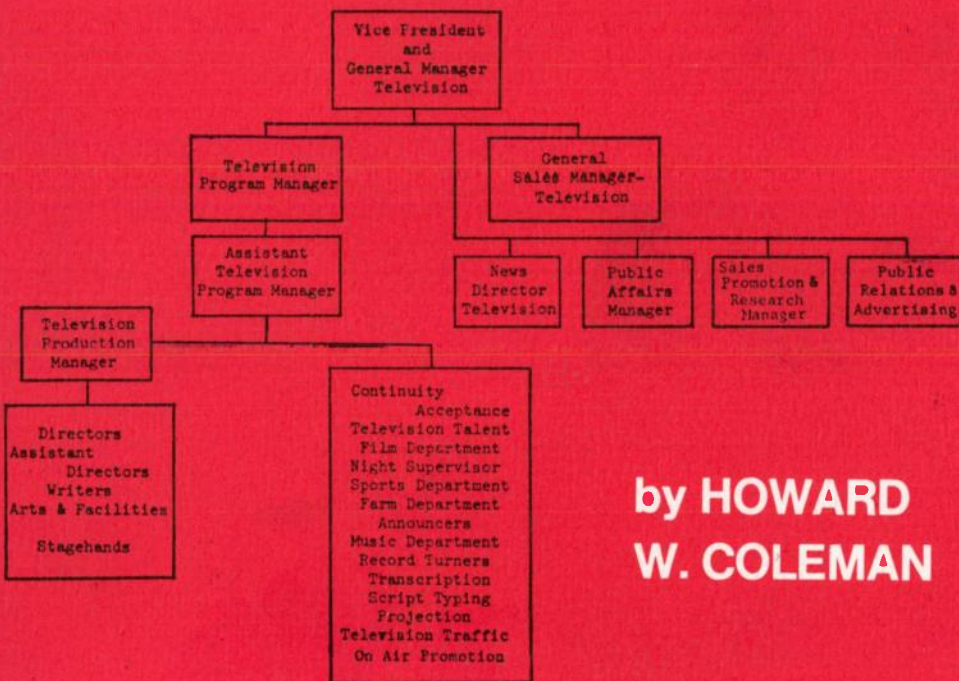 Vice President
and
General Manager
Television
Television
Program Manager
General
Sales Manager-
Television
Assistant
Television
Program Manager
News
Director
Television
Public
Affairs
Manager
Sales
Promotion &
Research
Manager
Public
Relations &
Advertising
Television
Production
Manager
Directors
Assistant
Directors
Writers
Arts & Facilities
Stagehands
Continuity
Acceptance
Television Talent
Film Department
Night Supervisor
Sports Department
Farm Department
Announcers
Music Department
Record Turners
Transcription
Script Typing
Projection
Television Traffic
On Air Promotion
by HOWARD
W. COLEMAN